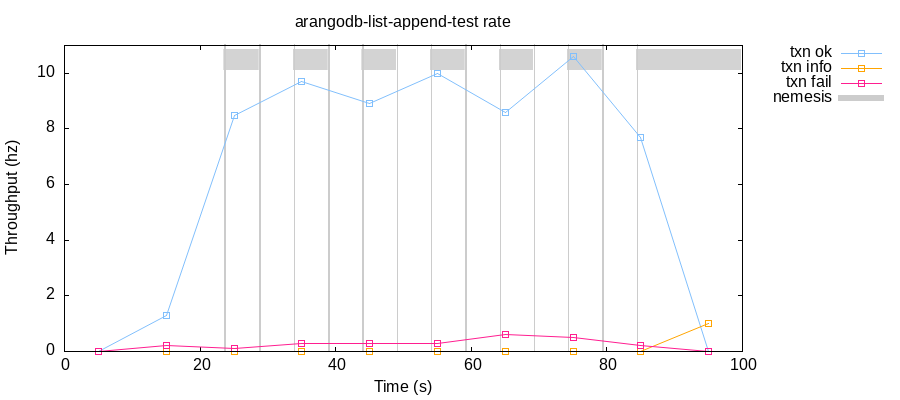 arangodb-list-append-test rate
txn ok
txn info
txn fail
nemesis
Throughput (hz)
10
8
6
4
2
0
0 20 40 60 80 100
Time (s)